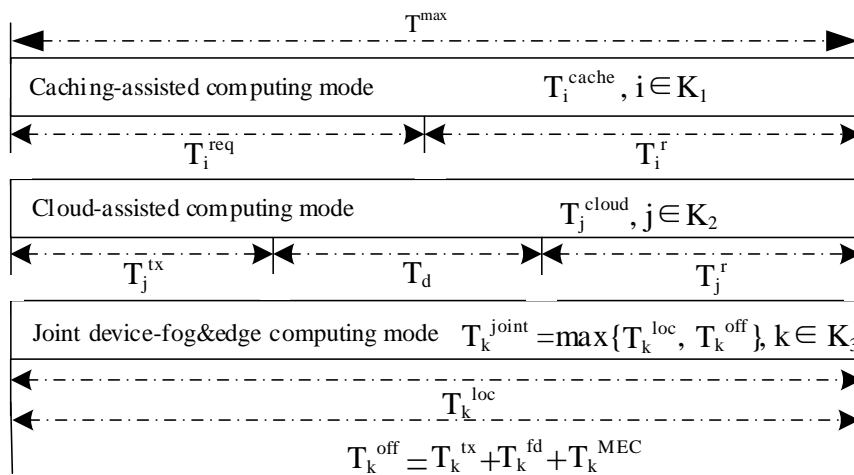 T^max
Caching-assisted computing mode T_i^cache, i∈K_1
T_i^req T_i^r
Cloud-assisted computing mode T_j^cloud, j∈K_2
T_j^tx T_d T_j^r
Joint device-fog&edge computing mode T_k^joint=max{T_k^loc, T_k^off}, k∈K_3
T_k^loc
T_k^off=T_k^tx+T_k^fd+T_k^MEC